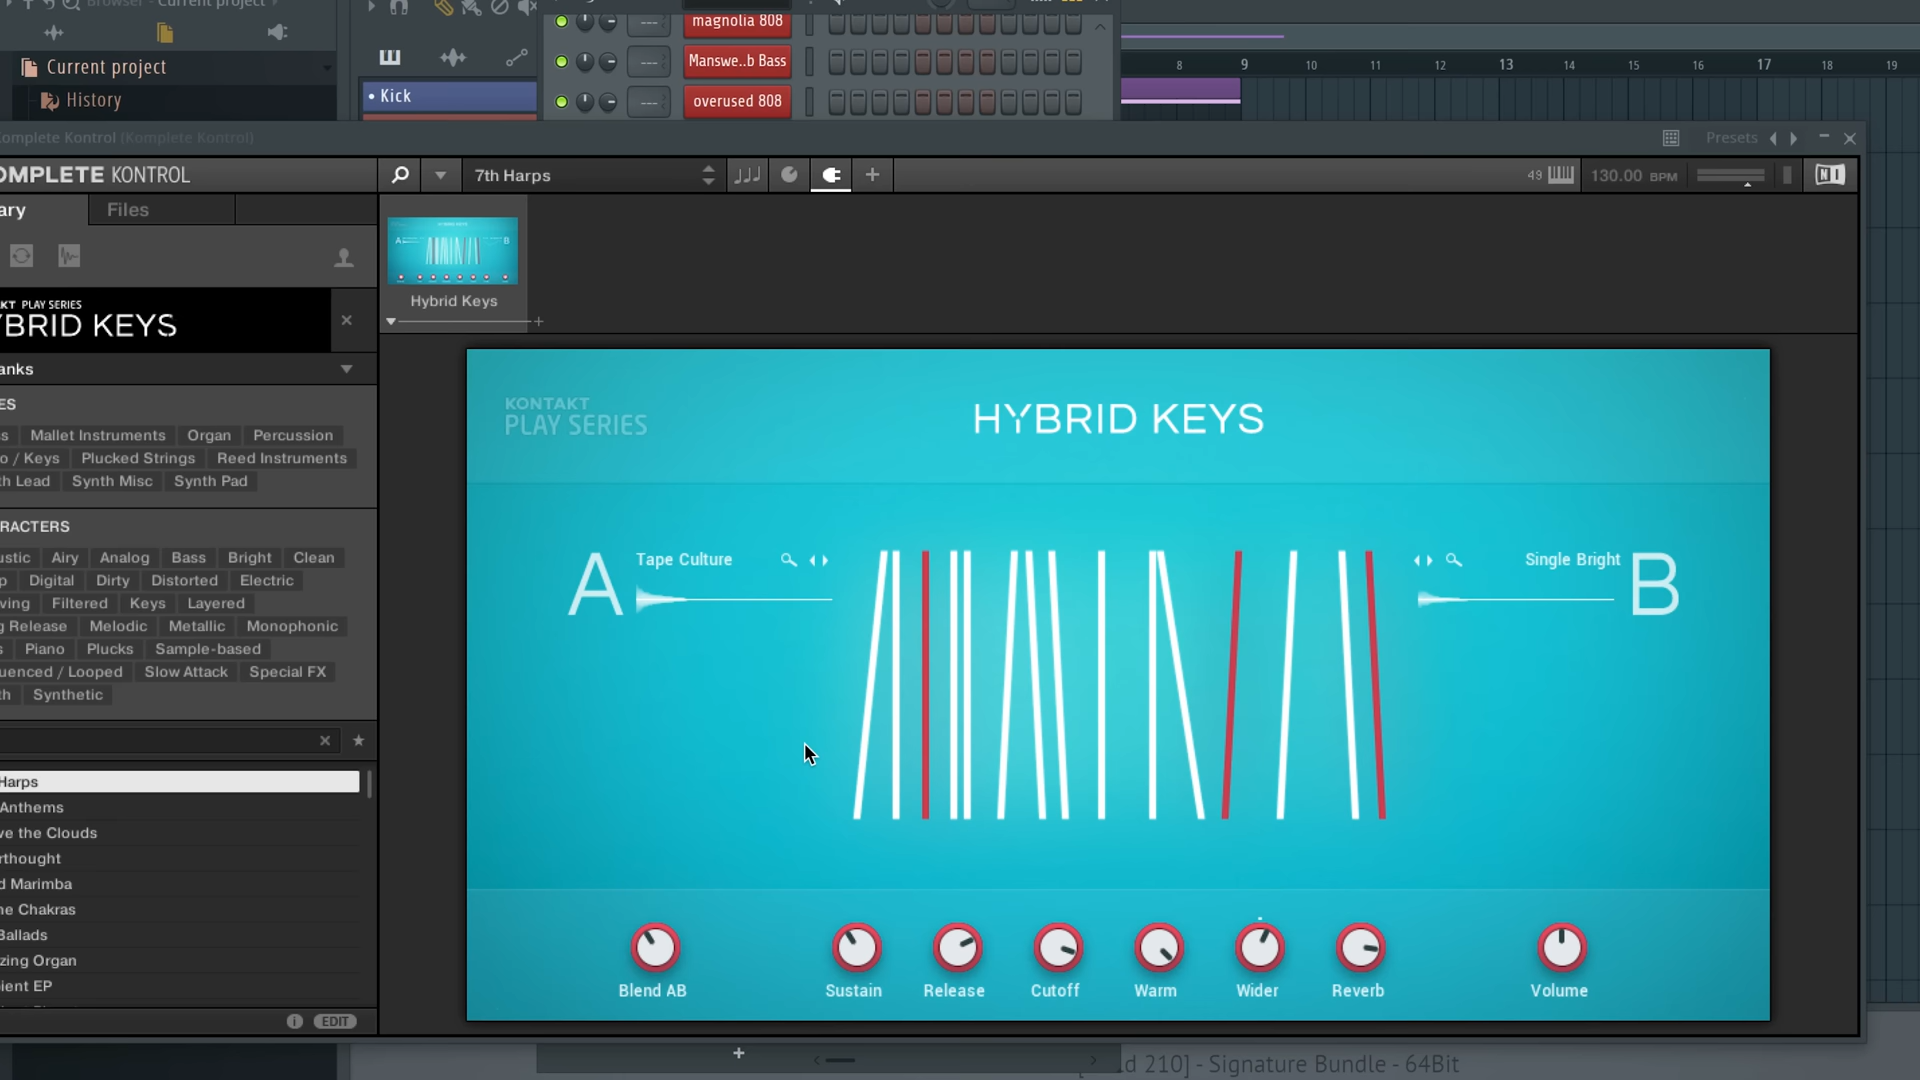 Browser - Current project
Current project
History
Kick
magnolia 808
Manswe..b Bass
overused 808
8 9 10 11 12 13 14 15 16 17 18 19
omplete Kontrol (Komplete Kontrol)
Presets
OMPLETE KONTROL
7th Harps
49
130.00 BPM
NI
ary
Files
Hybrid Keys
KT PLAY SERIES
YBRID KEYS
anks
ES
s Mallet Instruments Organ Percussion
o / Keys Plucked Strings Reed Instruments
th Lead Synth Misc Synth Pad
RACTERS
ustic Airy Analog Bass Bright Clean
p Digital Dirty Distorted Electric
ving Filtered Keys Layered
g Release Melodic Metallic Monophonic
s Piano Plucks Sample-based
uenced / Looped Slow Attack Special FX
th Synthetic
Harps
Anthems
ve the Clouds
rthought
d Marimba
ne Chakras
Ballads
zing Organ
ient EP
EDIT
KONTAKT
PLAY SERIES
HYBRID KEYS
A
Tape Culture
Single Bright
B
Blend AB
Sustain
Release
Cutoff
Warm
Wider
Reverb
Volume
d 210] - Signature Bundle - 64Bit